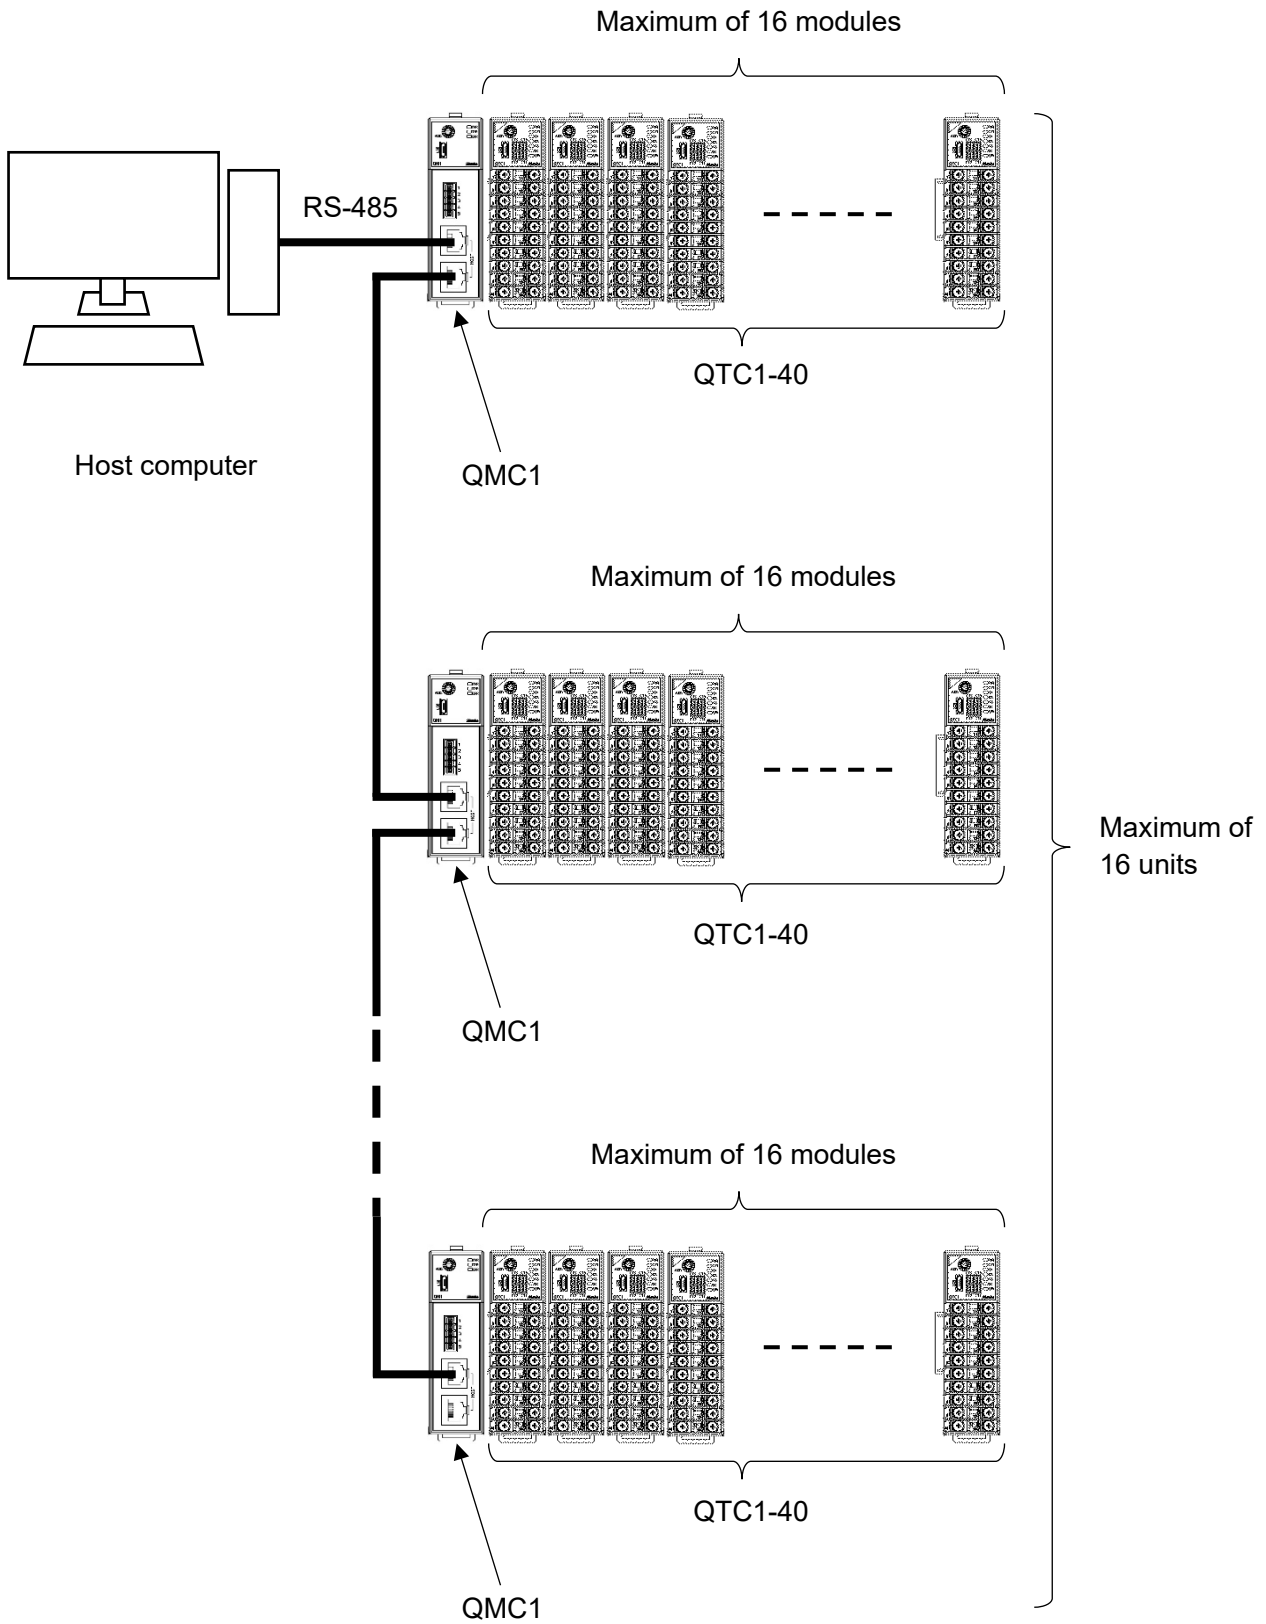 Maximum of 16 modules
RS-485
QTC1-40
Host computer
QMC1
Maximum of 16 modules
Maximum of
16 units
QTC1-40
QMC1
Maximum of 16 modules
QTC1-40
QMC1